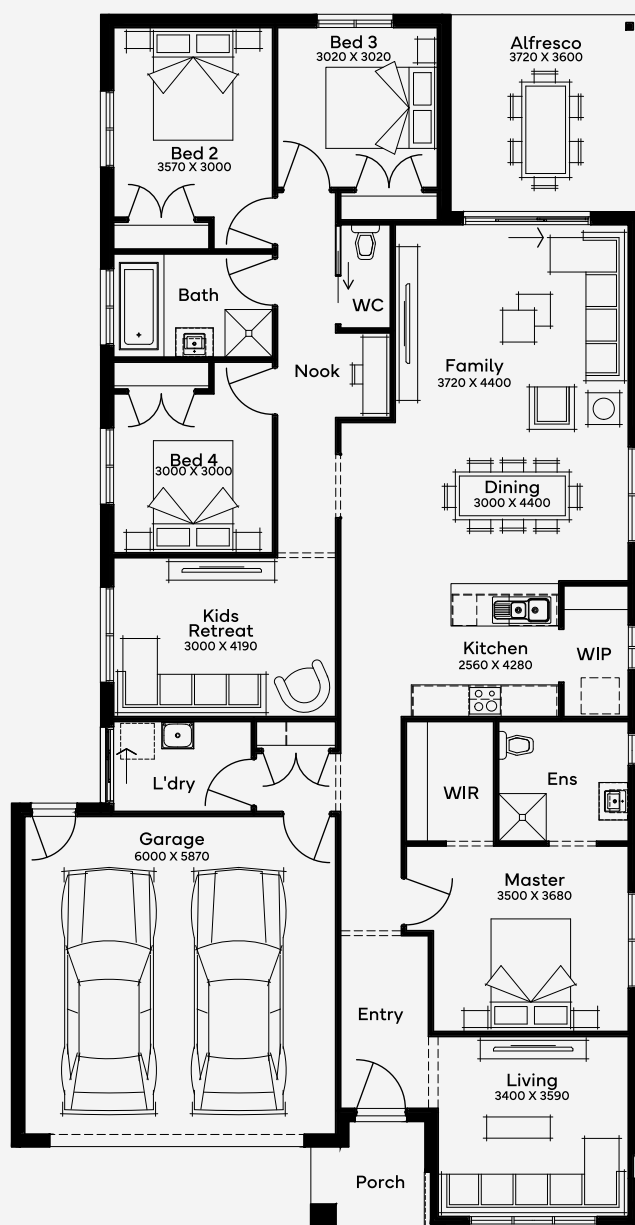 Bed 3
3020 X 3020
Alfresco
3720 X 3600
Bed 2
3570 X 3000
Bath
WC
Nook
Family
3720 X 4400
Bed 4
3000 X 3000
Dining
3000 X 4400
Kids
Retreat
3000 X 4190
Kitchen
2560 X 4280
WIP
L'dry
WIR
Ens
Garage
6000 X 5870
Master
3500 X 3680
Entry
Living
3400 X 3590
Porch